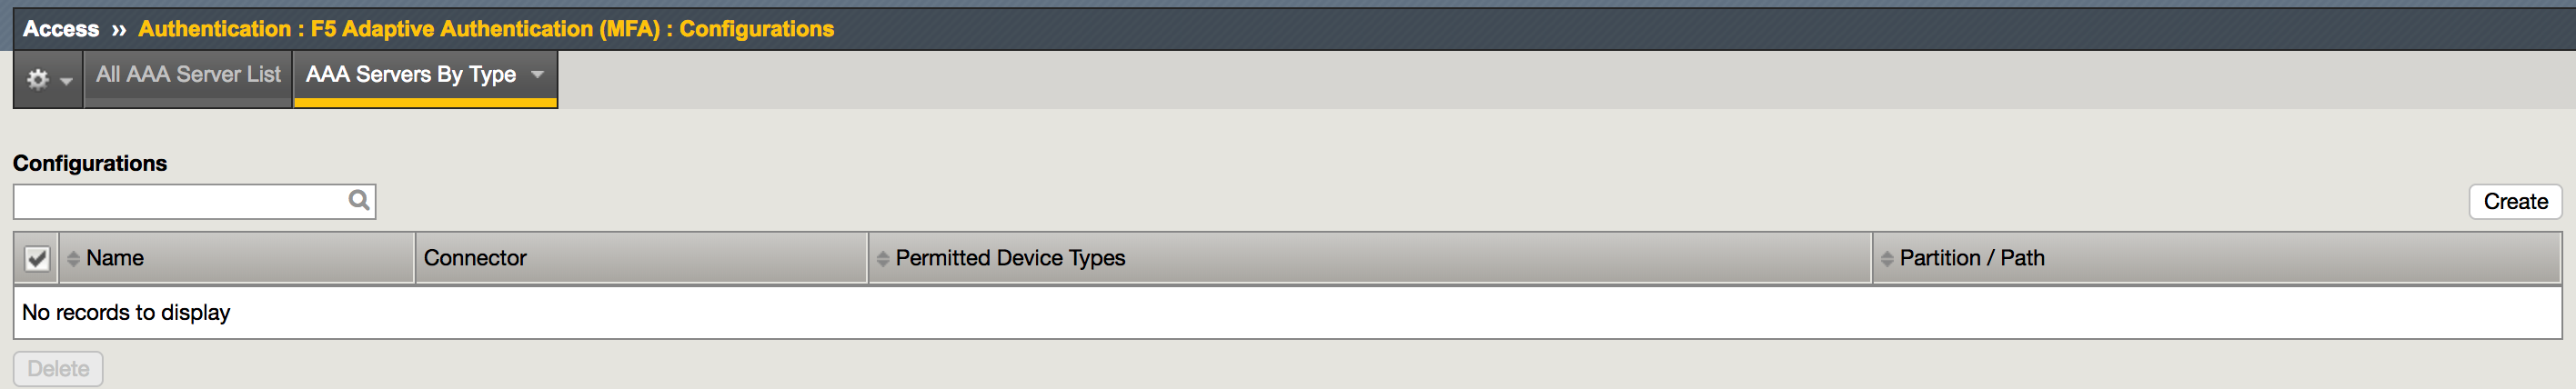 Access ›› Authentication : F5 Adaptive Authentication (MFA) : Configurations
All AAA Server List AAA Servers By Type
Configurations
Create
Name Connector Permitted Device Types Partition / Path
No records to display
Delete